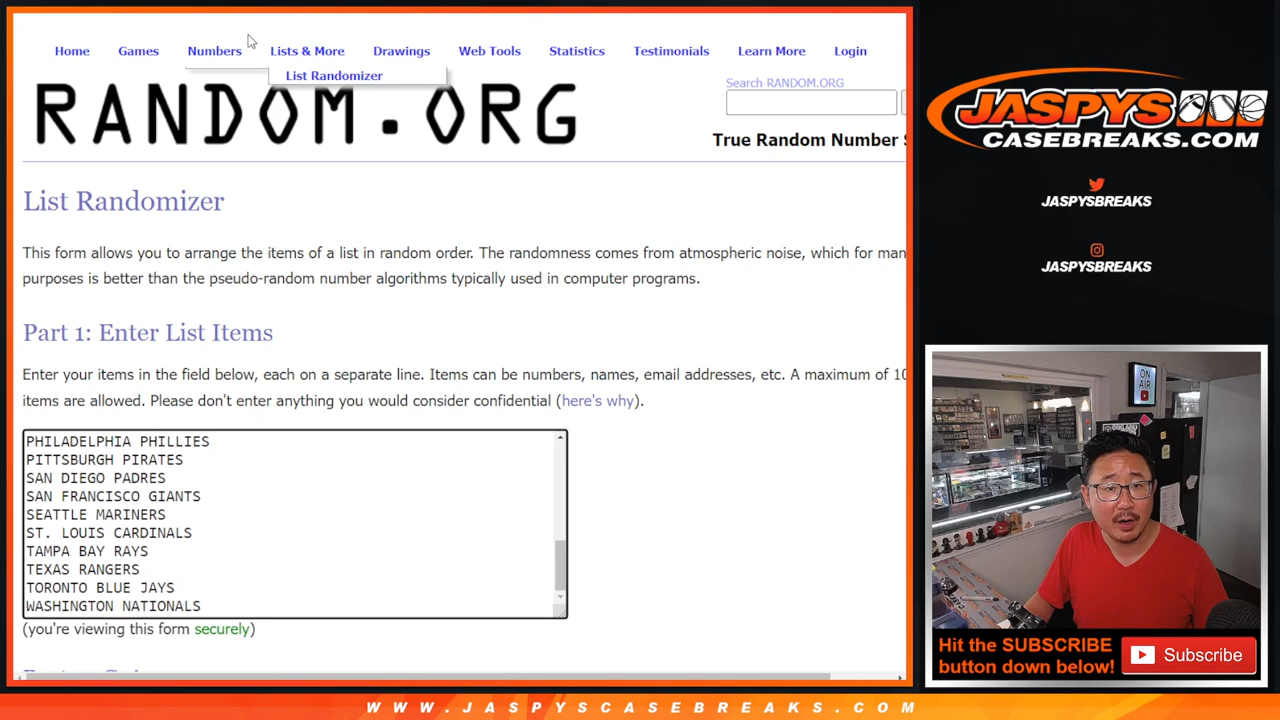 Home Games Numbers Lists & More Drawings Web Tools Statistics Testimonials Learn More Login
List Randomizer
Search RANDOM.ORG
RANDOM.ORG
True Random Number S
List Randomizer
This form allows you to arrange the items of a list in random order. The randomness comes from atmospheric noise, which for man
purposes is better than the pseudo-random number algorithms typically used in computer programs.
Part 1: Enter List Items
Enter your items in the field below, each on a separate line. Items can be numbers, names, email addresses, etc. A maximum of 10
items are allowed. Please don't enter anything you would consider confidential (here's why).
PHILADELPHIA PHILLIES
PITTSBURGH PIRATES
SAN DIEGO PADRES
SAN FRANCISCO GIANTS
SEATTLE MARINERS
ST. LOUIS CARDINALS
TAMPA BAY RAYS
TEXAS RANGERS
TORONTO BLUE JAYS
WASHINGTON NATIONALS
(you're viewing this form securely)
JASPYS
CASEBREAKS.COM
JASPYSBREAKS
JASPYSBREAKS
ON
AIR
Hit the SUBSCRIBE
button down below!
Subscribe
WWW.JASPYSCASEBREAKS.COM